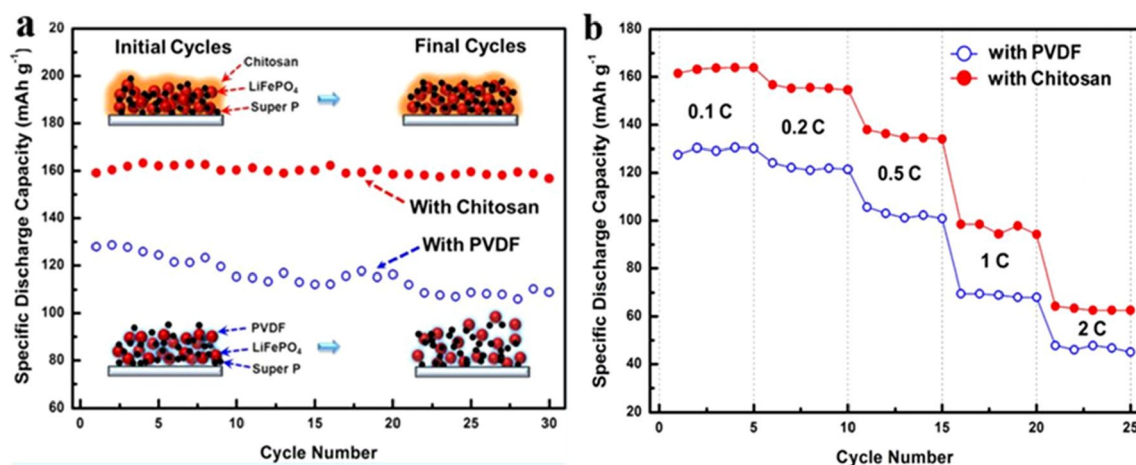 a
Specific Discharge Capacity (mAh g⁻¹)
20
200
180
160
130
120
100
80
60
Initial Cycles
Final Cycles
Chitosan
LiFePO₄
Super P
With Chitosan
With PVDF
PVDF
LiFePO₄
Super P
0 5 10 15 20 25 30
Cycle Number
b
Specific Discharge Capacity (mAh g⁻¹)
180
160
130
120
100
80
60
40
20
with PVDF
with Chitosan
0.1 C
0.2 C
0.5 C
1 C
2 C
0 5 10 15 20 25
Cycle Number